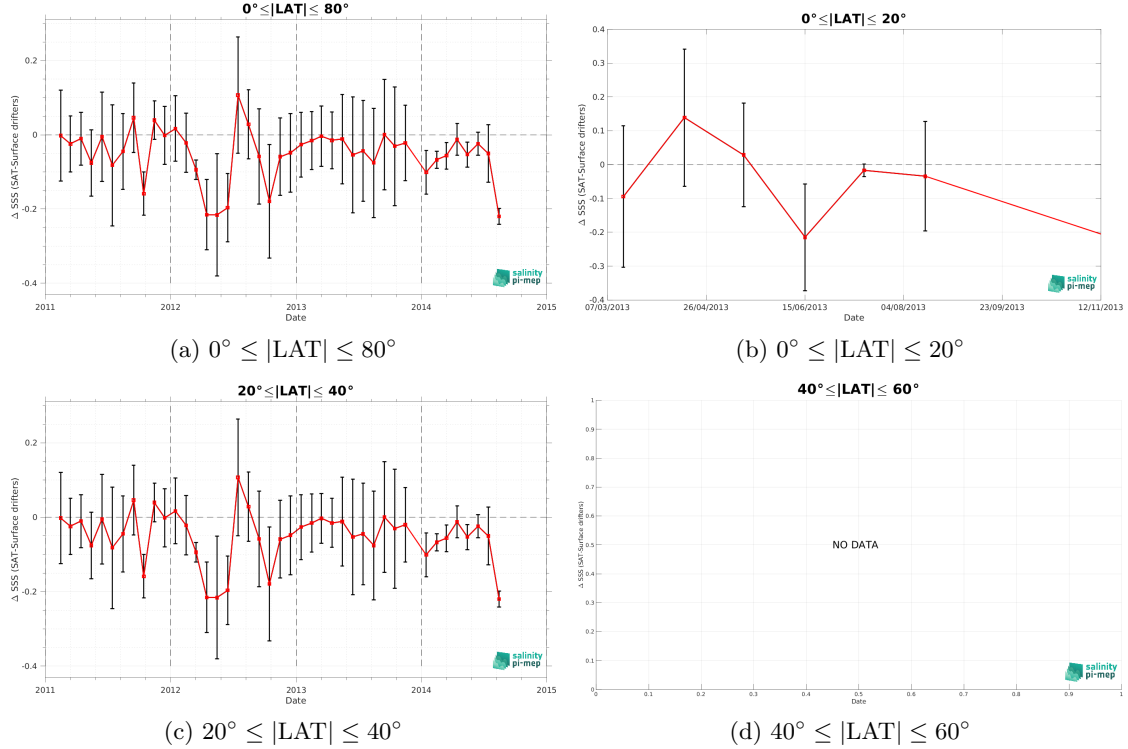 0°≤|LAT|≤ 80°
0.2
0
-0.2
-0.4
Δ SSS (SAT-Surface drifters)
2011
2012
2013
2014
2015
Date
salinity
pi-mep
(a) 0° ≤ |LAT| ≤ 80°
0°≤|LAT|≤ 20°
0.4
0.3
0.2
0.1
0
-0.1
-0.2
-0.3
-0.4
Δ SSS (SAT-Surface drifters)
07/03/2013
26/04/2013
15/06/2013
04/08/2013
23/09/2013
12/11/2013
Date
salinity
pi-mep
(b) 0° ≤ |LAT| ≤ 20°
20°≤|LAT|≤ 40°
0.2
0
-0.2
-0.4
Δ SSS (SAT-Surface drifters)
2011
2012
2013
2014
2015
Date
salinity
pi-mep
(c) 20° ≤ |LAT| ≤ 40°
40°≤|LAT|≤ 60°
1
0.9
0.8
0.7
0.6
0.5
0.4
0.3
0.2
0.1
0
Δ SSS (SAT-Surface drifters)
NO DATA
0
0.1
0.2
0.3
0.4
0.5
0.6
0.7
0.8
0.9
1
Date
salinity
pi-mep
(d) 40° ≤ |LAT| ≤ 60°